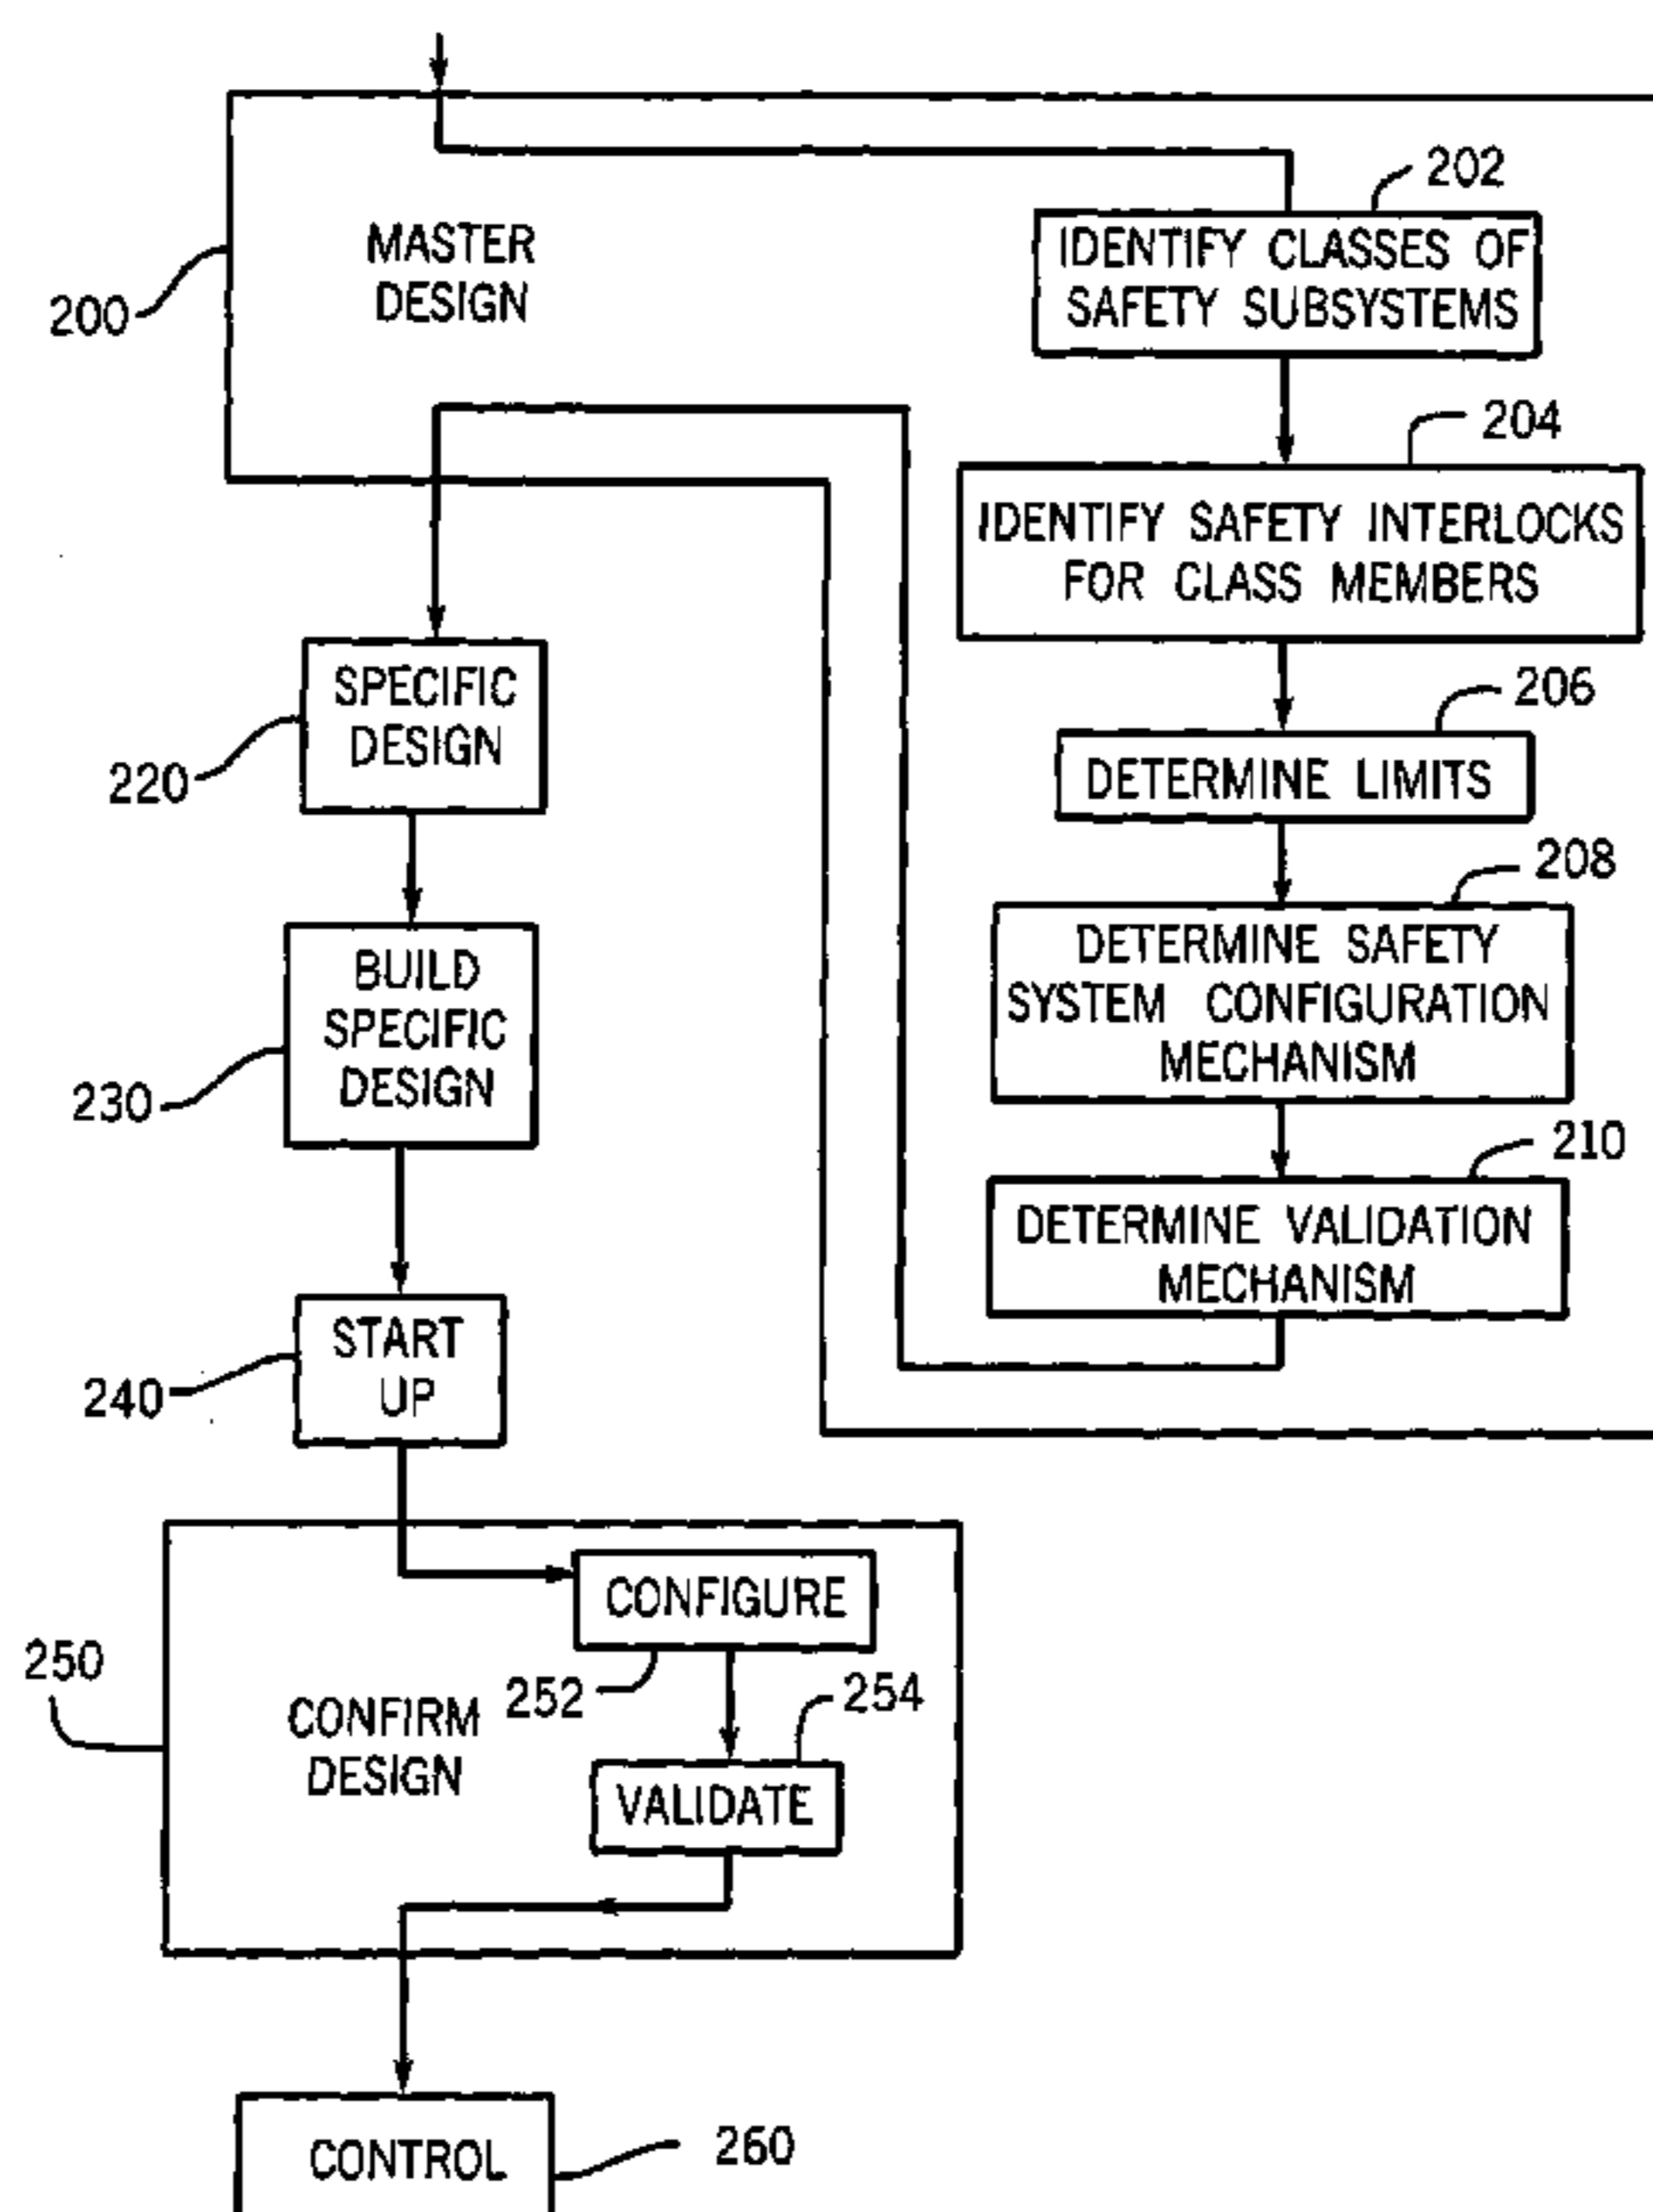 202
IDENTIFY CLASSES OF
SAFETY SUBSYSTEMS
MASTER
DESIGN
200
204
IDENTIFY SAFETY INTERLOCKS
FOR CLASS MEMBERS
206
DETERMINE LIMITS
208
DETERMINE SAFETY
SYSTEM CONFIGURATION
MECHANISM
210
DETERMINE VALIDATION
MECHANISM
SPECIFIC
DESIGN
220
BUILD
SPECIFIC
DESIGN
230
START
UP
240
CONFIGURE
252
250
CONFIRM
DESIGN
254
VALIDATE
CONTROL
260